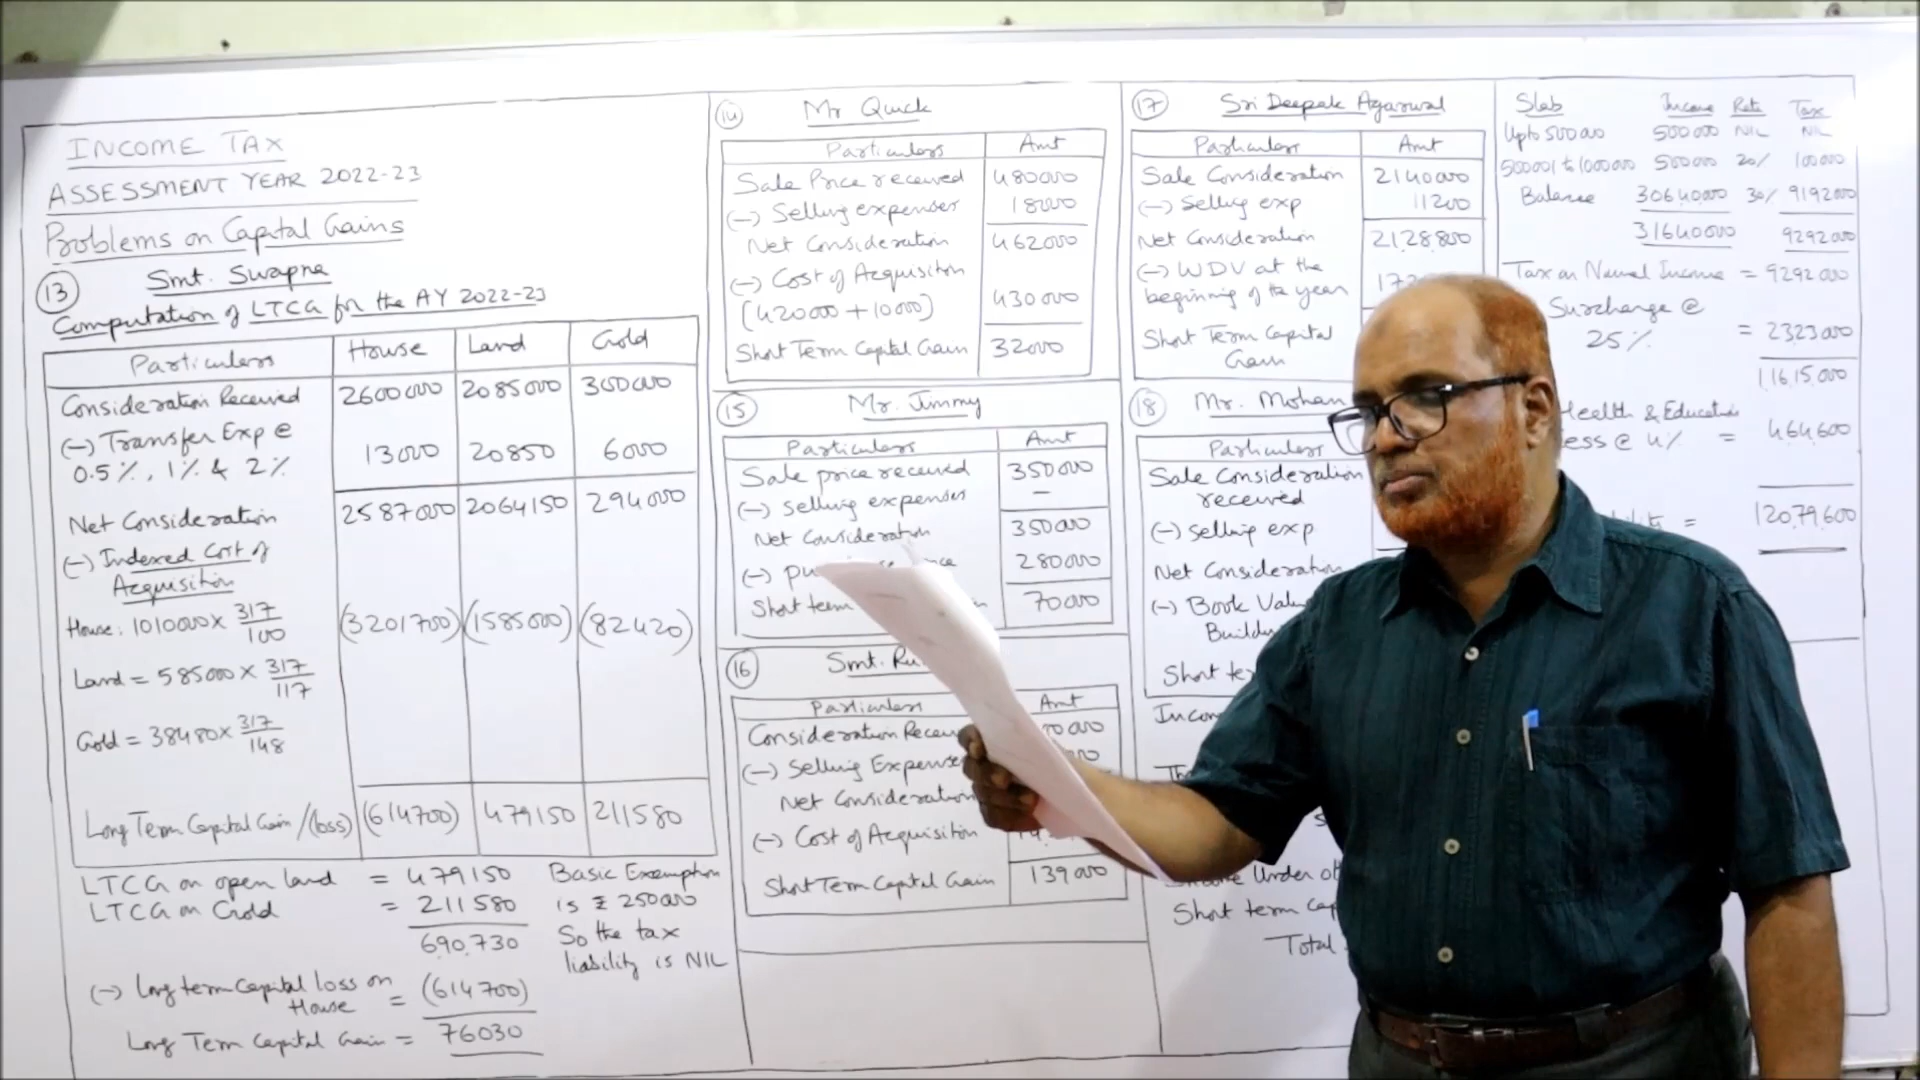 INCOME TAX
ASSESSMENT YEAR 2022-23
Problems on Capital Gains
13 Smt. Swapna
Computation of LTCG for the AY 2022-23
Particulars House Land Gold
Consideration Received 2600000 2085000 300000
(-) Transfer Exp @
0.5%, 1% & 2% 13000 20850 6000
Net Consideration 2587000 2064150 294000
(-) Indexed Cost of
Acquisition
House: 1010000 × 317/100 (3201700) (1585000) (82420)
Land = 585000 × 317/117
Gold = 38480 × 317/148
Long Term Capital Gain/(loss) (614700) 479150 211580
LTCG on open land = 479150
LTCG on Gold = 211580
690,730
(-) Long term Capital loss on
House = (614700)
Long Term Capital Gain = 76030
Basic Exemption
is ₹ 250000
So the tax
liability is NIL
14 Mr Quick
Particulars Amt
Sale Price received 480000
(-) Selling expenses 18000
Net Consideration 462000
(-) Cost of Acquisition
[420000 + 10000) 430000
Short Term Capital Gain 32000
15 Mr. Jimmy
Particulars Amt
Sale price received 350000
(-) Selling expenses –
Net Consideration 350000
(-) 280000
Short term 70000
16 Smt.
Particulars Amt
Consideration
(-) Selling Expenses
Net Consideration
(-) Cost of Acquisition
Short Term Capital Gain 139000
17 Sri Deepak Agarwal
Particulars Amt
Sale Consideration 2140000
(-) Selling exp 11200
Net Consideration 2128800
(-) WDV at the
beginning of the year
Short Term Capital
Gain
18 Mr. Mohan
Particulars
Sale Consideration
received
(-) Selling exp
Net Consideration
(-) Book
Short
Under
Short term
Total
Slab Income Rate Tax
Upto 500000 500000 NIL NIL
500001 to 1000000 500000 20% 100000
Balance 30640000 30% 9192000
31640000 9292000
Tax on Normal Income = 9292000
Surcharge @
25% = 2323000
11615000
Health & Education
Cess @ 4% = 464600
= 12079600